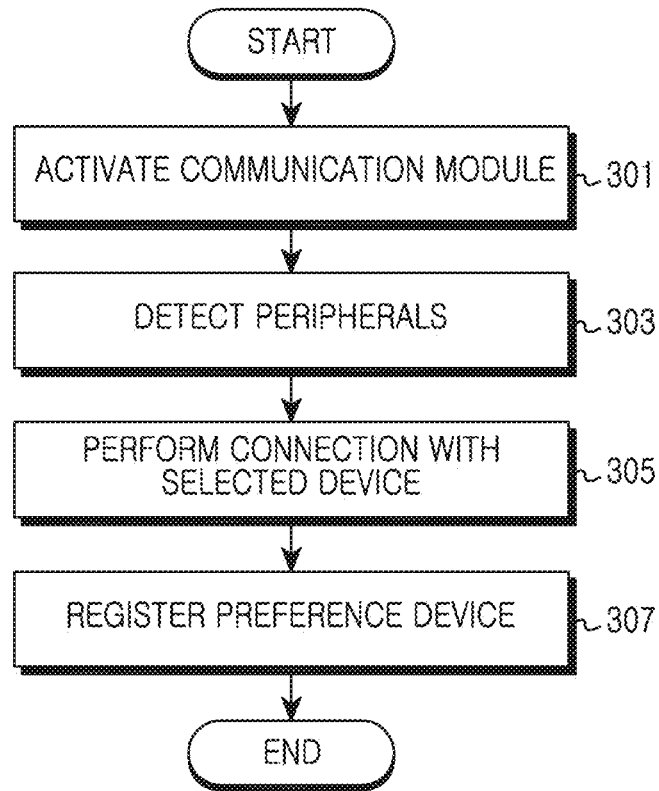 START
ACTIVATE COMMUNICATION MODULE
301
DETECT PERIPHERALS
303
PERFORM CONNECTION WITH
SELECTED DEVICE
305
REGISTER PREFERENCE DEVICE
307
END